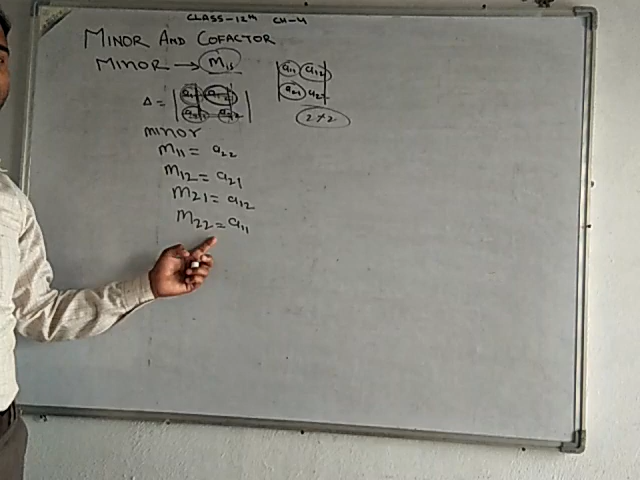 CLASS-12th CH-4
MINOR AND COFACTOR
MINOR → Mij
a11 a12
a21 a22
Δ = a11 a12
a21 a22
2×2
minor
M11 = a22
M12 = a21
M21 = a12
M22 = a11